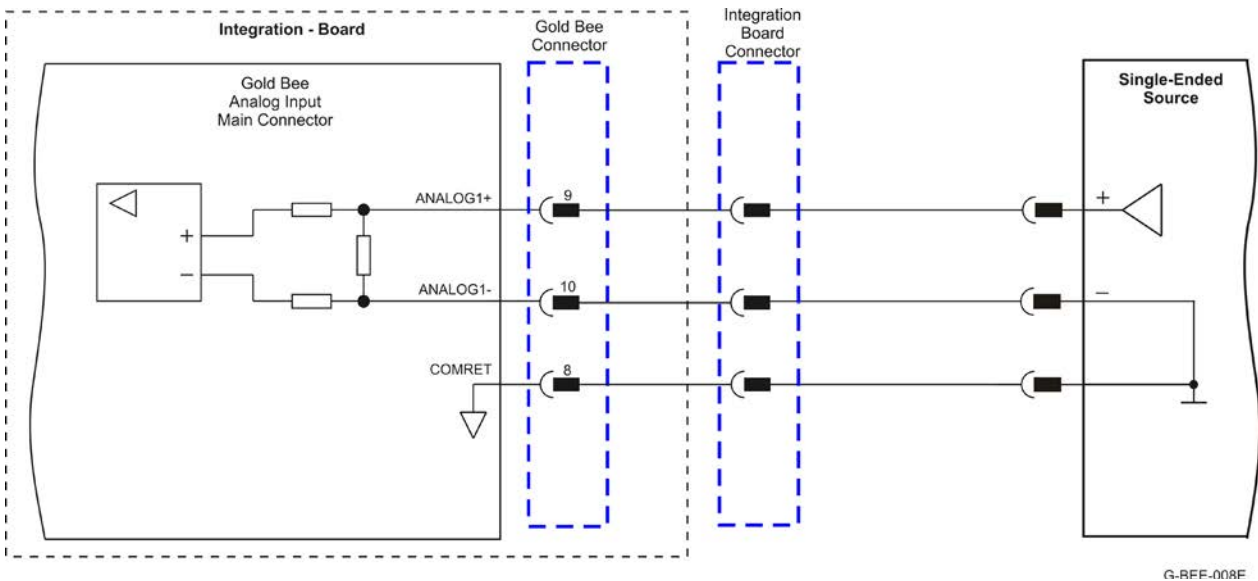 Integration - Board
Gold Bee
Connector
Integration
Board
Connector
Gold Bee
Analog Input
Main Connector
Single-Ended
Source
ANALOG1+
9
+
+
ANALOG1-
10
−
−
COMRET
8
G-BEE-008E